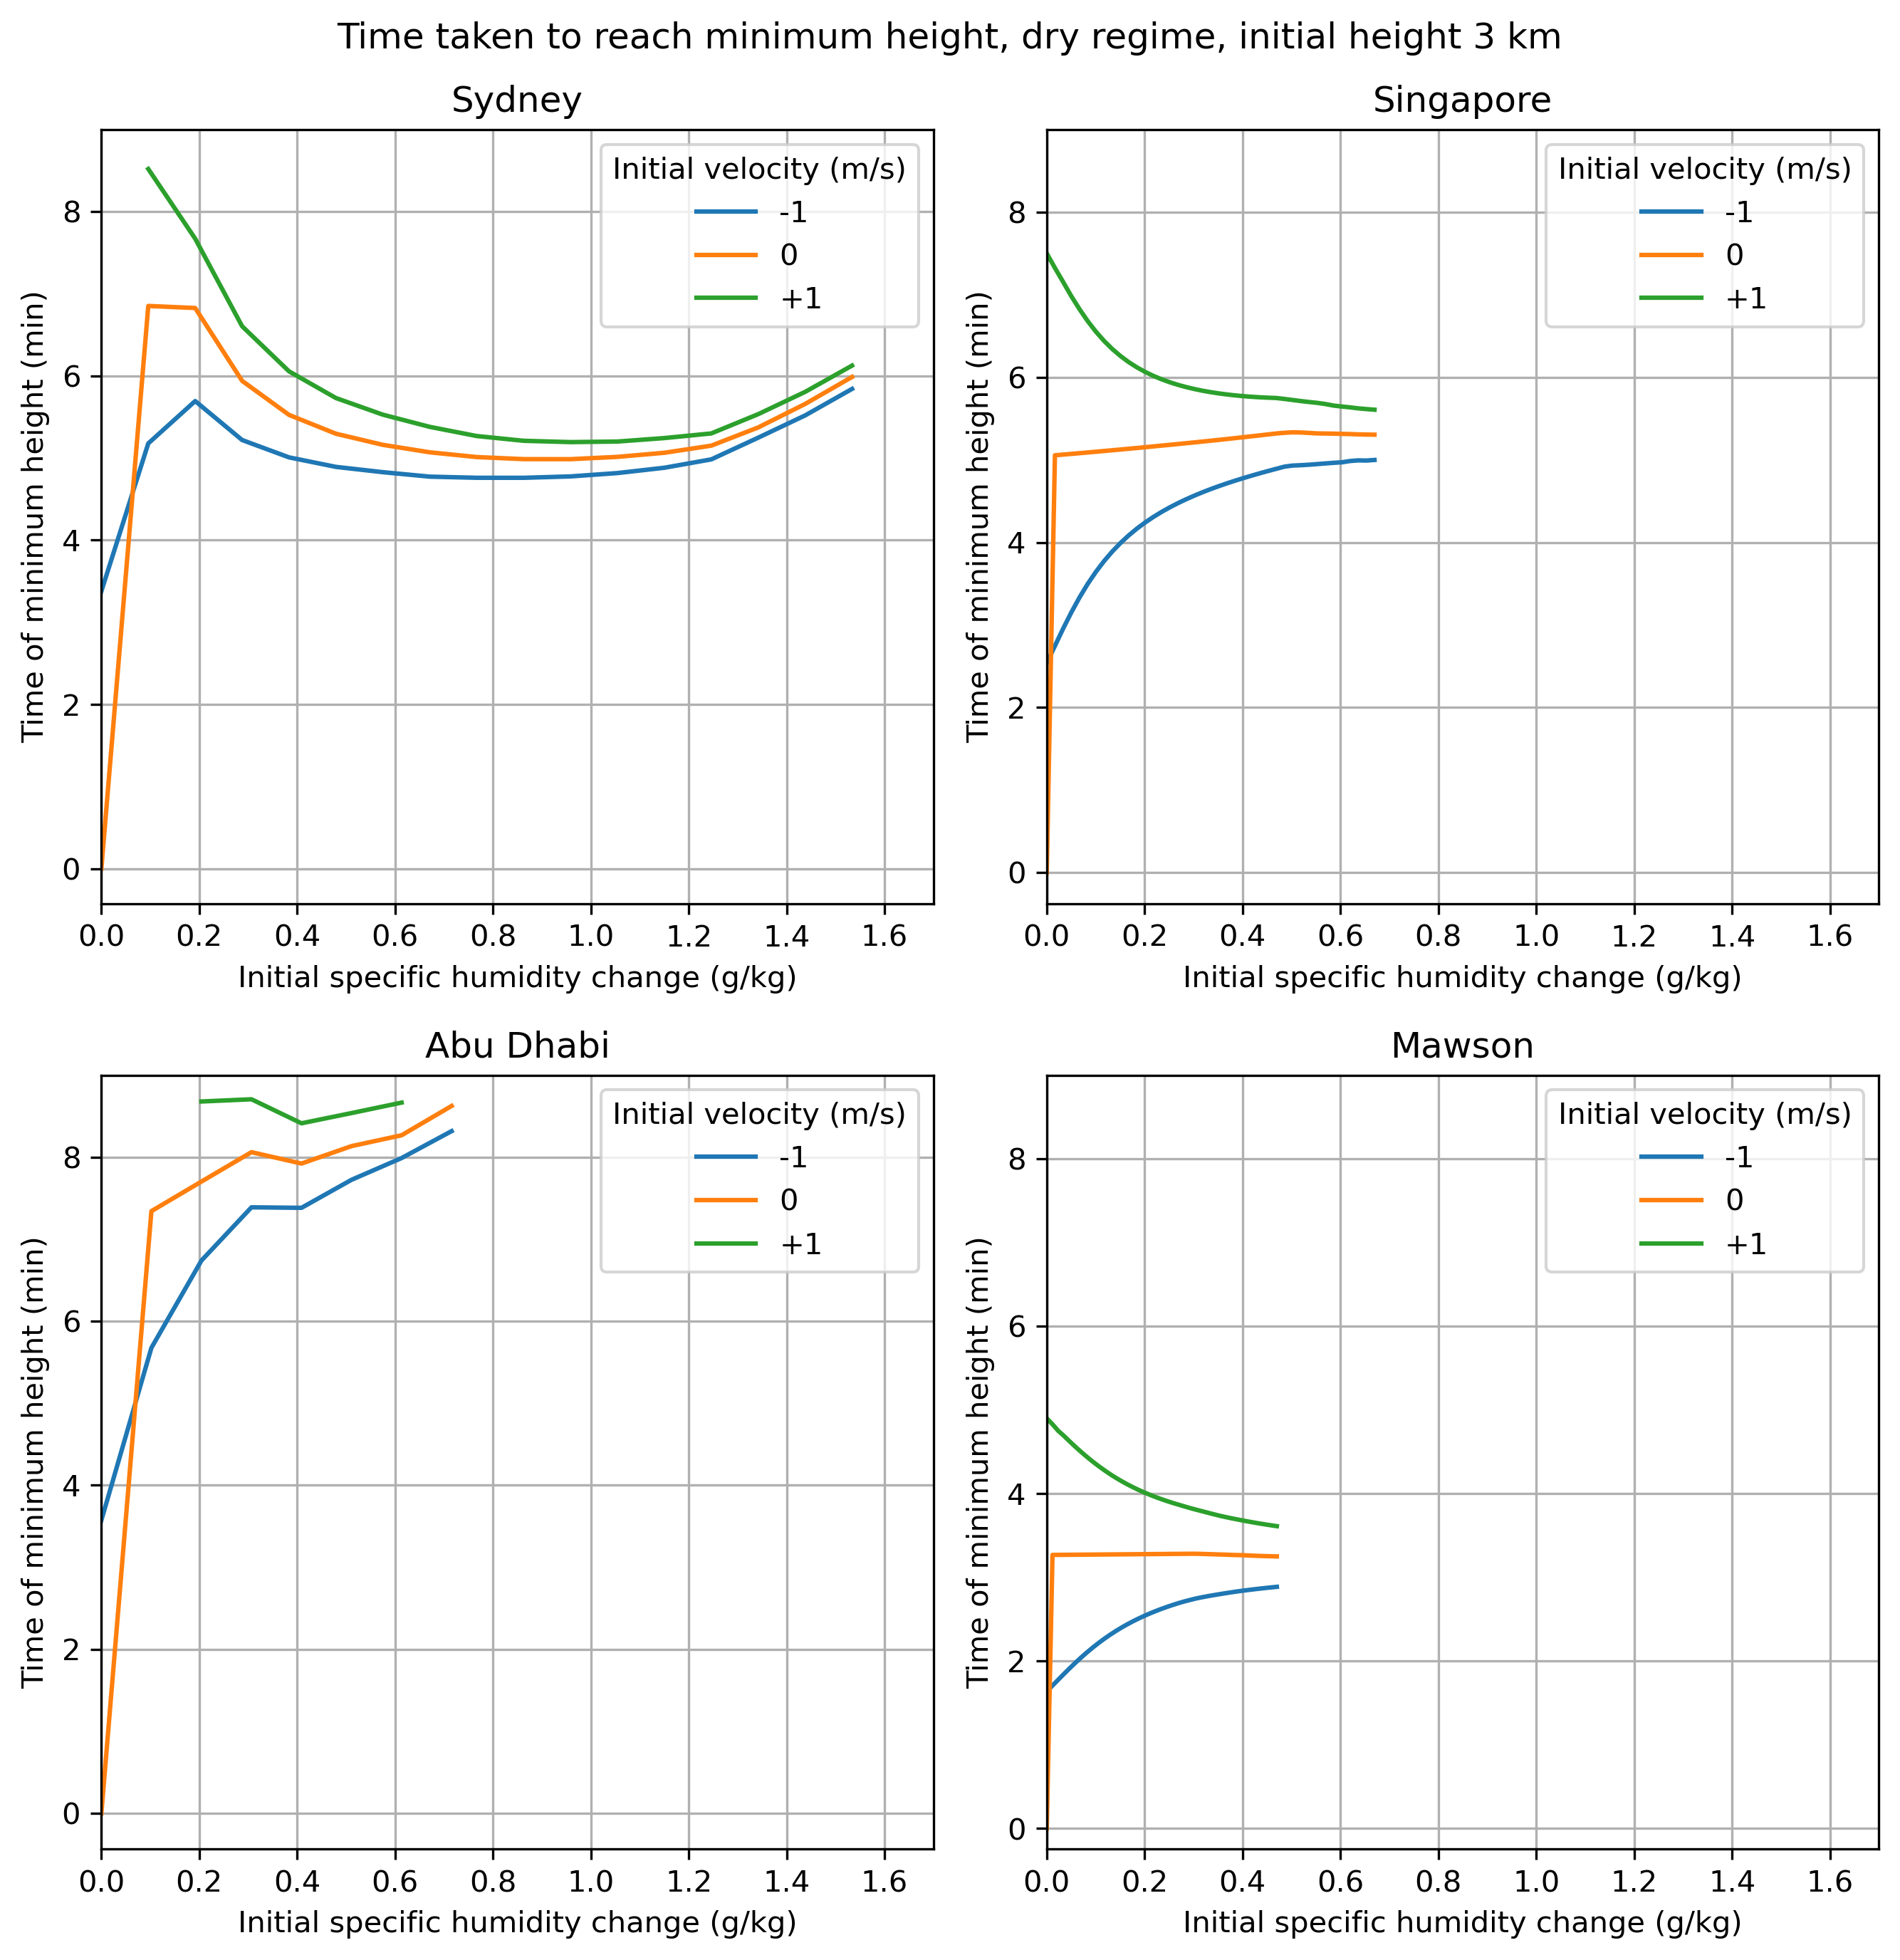 Time taken to reach minimum height, dry regime, initial height 3 km
Sydney
Time of minimum height (min)
8
6
4
2
0
0.0 0.2 0.4 0.6 0.8 1.0 1.2 1.4 1.6
Initial specific humidity change (g/kg)
Initial velocity (m/s)
-1
0
+1
Singapore
Time of minimum height (min)
8
6
4
2
0
0.0 0.2 0.4 0.6 0.8 1.0 1.2 1.4 1.6
Initial specific humidity change (g/kg)
Initial velocity (m/s)
-1
0
+1
Abu Dhabi
Time of minimum height (min)
8
6
4
2
0
0.0 0.2 0.4 0.6 0.8 1.0 1.2 1.4 1.6
Initial specific humidity change (g/kg)
Initial velocity (m/s)
-1
0
+1
Mawson
Time of minimum height (min)
8
6
4
2
0
0.0 0.2 0.4 0.6 0.8 1.0 1.2 1.4 1.6
Initial specific humidity change (g/kg)
Initial velocity (m/s)
-1
0
+1